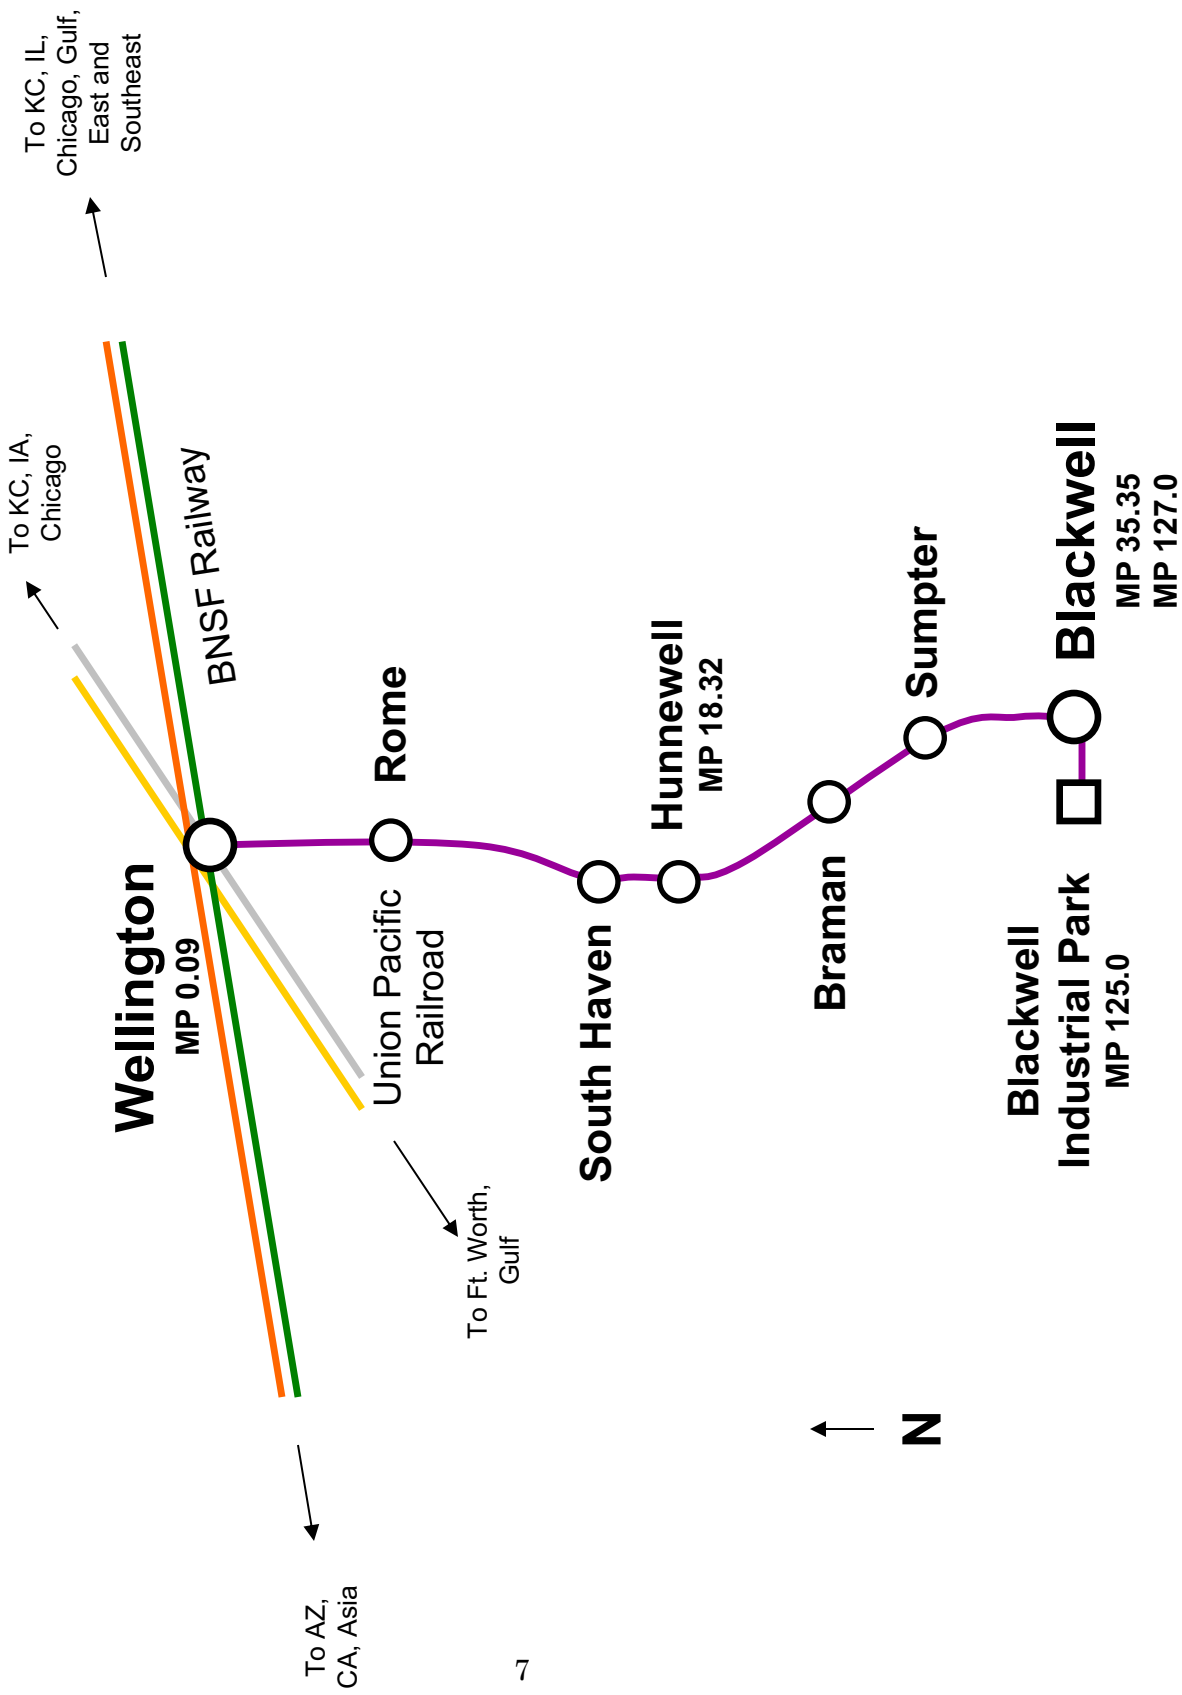 To KC, IL,
Chicago, Gulf,
East and
Southeast
To KC, IA,
Chicago
BNSF Railway
Wellington
MP 0.09
Rome
Union Pacific
Railroad
To Ft. Worth,
Gulf
To AZ,
CA, Asia
South Haven
Hunnewell
MP 18.32
Braman
Sumpter
Blackwell
MP 35.35
MP 127.0
Blackwell
Industrial Park
MP 125.0
N
7